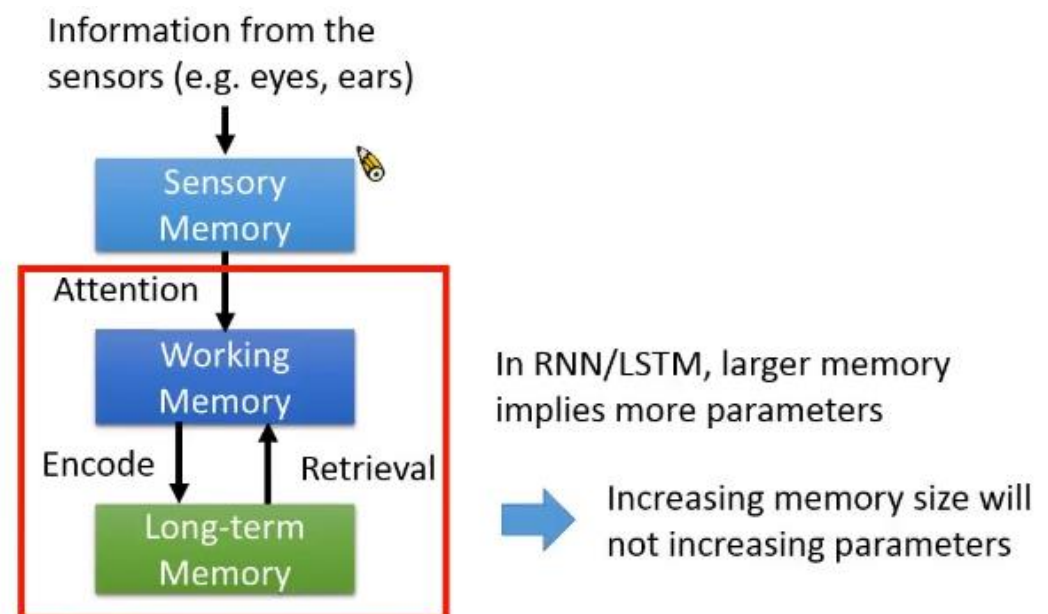 Information from the
sensors (e.g. eyes, ears)
Sensory
Memory
Attention
Working
Memory
Encode
Retrieval
Long-term
Memory
In RNN/LSTM, larger memory
implies more parameters
Increasing memory size will
not increasing parameters